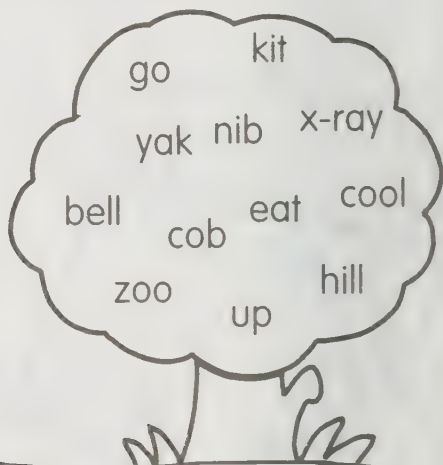 go
kit
yak
nib
x-ray
bell
cob
eat
cool
zoo
up
hill